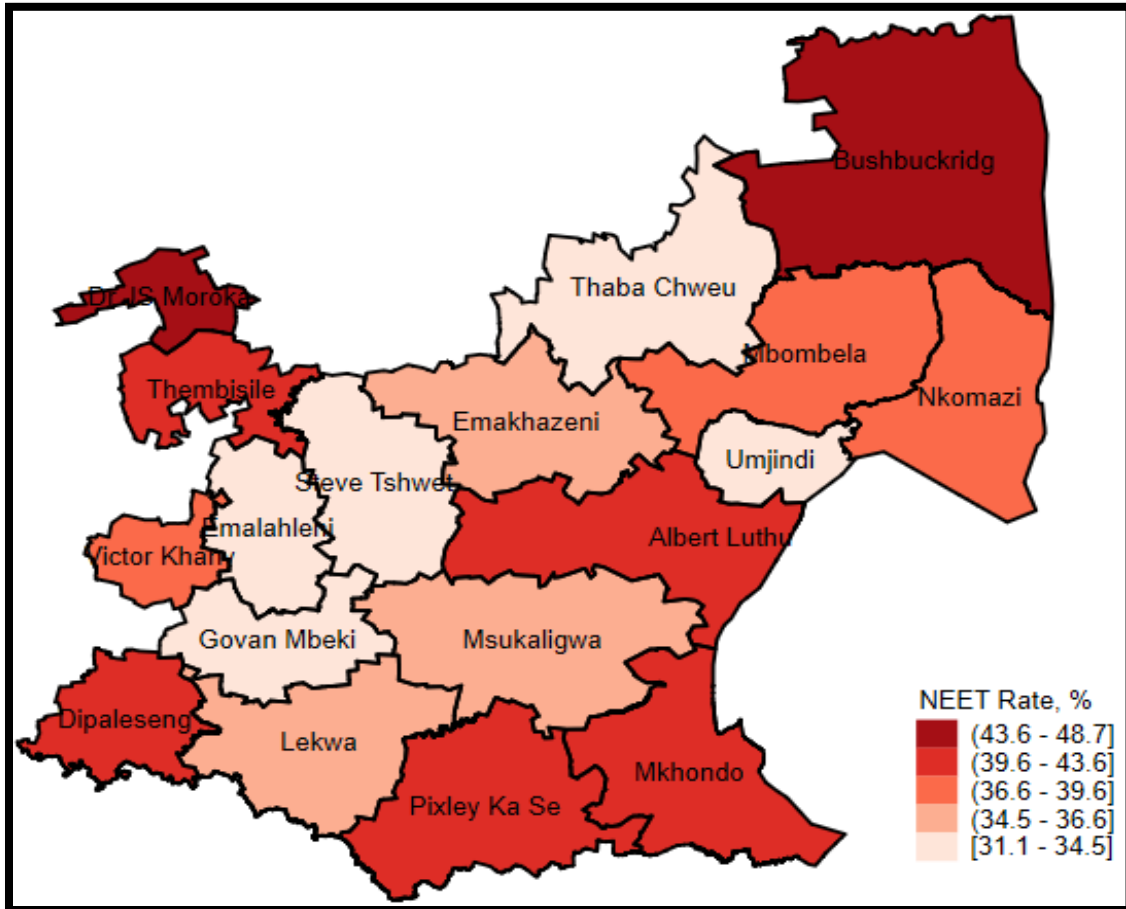 Bushbuckridg
Thaba Chweu
Dr JS Moroka
Mbombela
Thembisile
Nkomazi
Emakhazeni
Umjindi
Steve Tshwet
Emalahleni
Albert Luthu
Victor Khany
Govan Mbeki
Msukaligwa
Dipaleseng
Lekwa
Mkhondo
Pixley Ka Se
NEET Rate, %
(43.6 - 48.7]
(39.6 - 43.6]
(36.6 - 39.6]
(34.5 - 36.6]
[31.1 - 34.5]